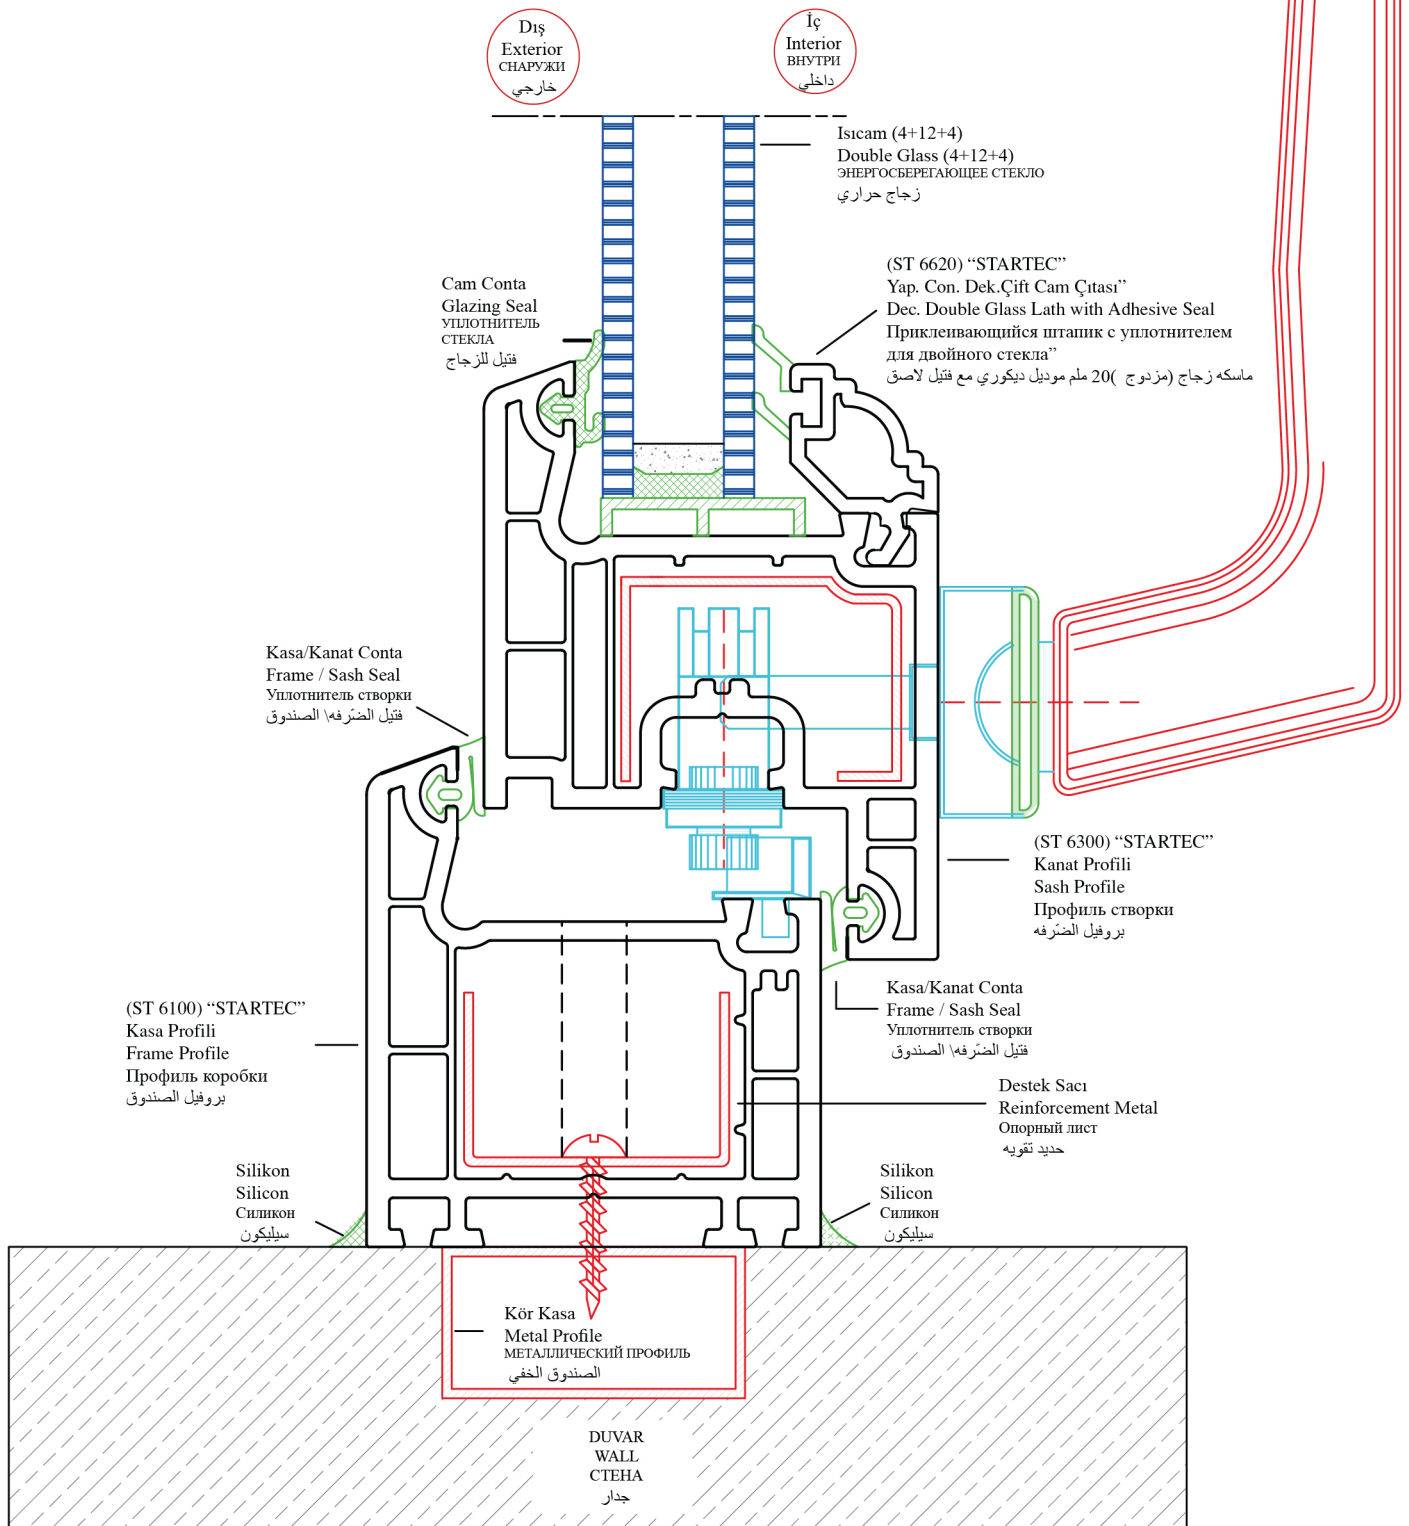 Dış
Exterior
СНАРУЖИ
خارجي
İç
Interior
ВНУТРИ
داخلي
Isıcam (4+12+4)
Double Glass (4+12+4)
ЭНЕРГОСБЕРЕГАЮЩЕЕ СТЕКЛО
زجاج حراري
(ST 6620) “STARTEC”
Yap. Con. Dek.Çift Cam Çıtası”
Dec. Double Glass Lath with Adhesive Seal
Приклеивающийся штапик с уплотнителем
для двойного стекла”
ماسكه زجاج (مزدوج )20 ملم موديل ديكوري مع فتيل لاصق
Cam Conta
Glazing Seal
УПЛОТНИТЕЛЬ
СТЕКЛА
فتيل للزجاج
Kasa/Kanat Conta
Frame / Sash Seal
Уплотнитель створки
فتيل الضّرفه\ الصندوق
(ST 6300) “STARTEC”
Kanat Profili
Sash Profile
Профиль створки
بروفيل الضّرفه
Kasa/Kanat Conta
Frame / Sash Seal
Уплотнитель створки
فتيل الضّرفه\ الصندوق
(ST 6100) “STARTEC”
Kasa Profili
Frame Profile
Профиль коробки
بروفيل الصندوق
Destek Sacı
Reinforcement Metal
Опорный лист
حديد تقويه
Silikon
Silicon
Силикон
سيليكون
Silikon
Silicon
Силикон
سيليكون
Kör Kasa
Metal Profile
МЕТАЛЛИЧЕСКИЙ ПРОФИЛЬ
الصندوق الخفي
DUVAR
WALL
СТЕНА
جدار